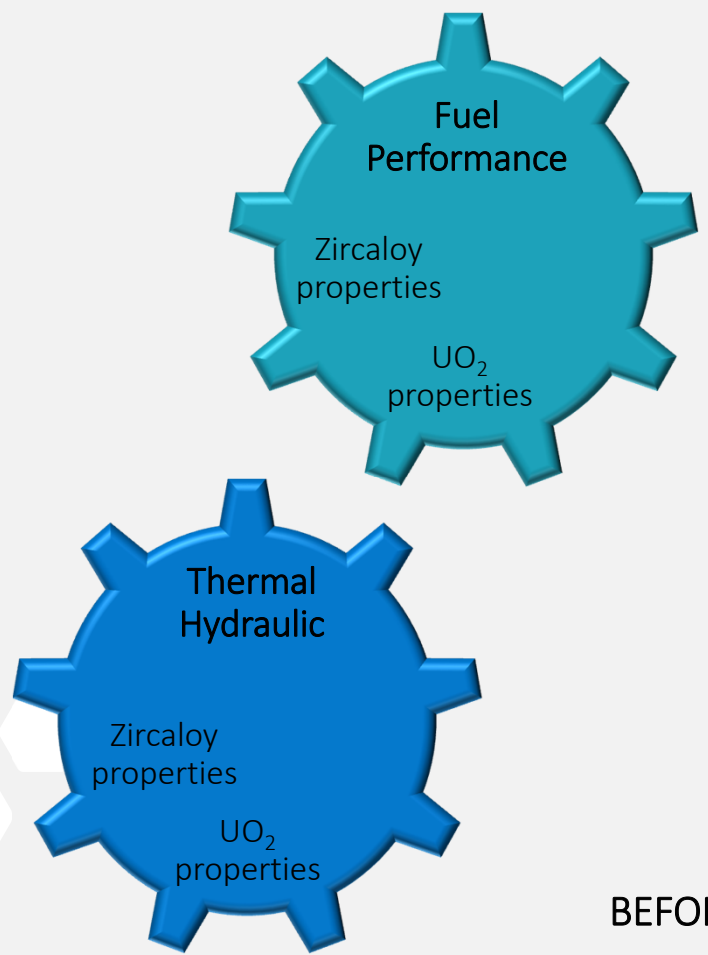 Fuel
Performance
Zircaloy
properties
UO₂
properties
Thermal
Hydraulic
Zircaloy
properties
UO₂
properties